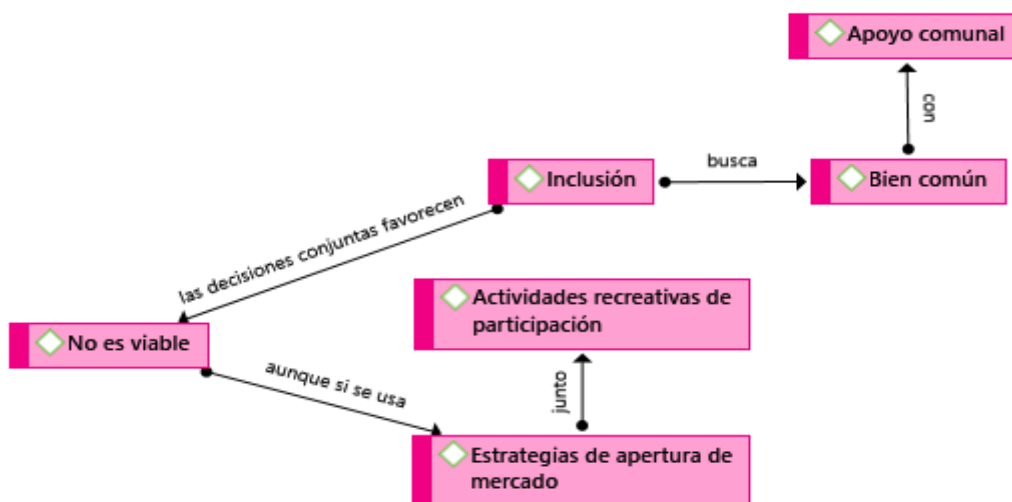 Apoyo comunal
con
Inclusión
busca
Bien común
las decisiones conjuntas favorecen
Actividades recreativas de
participación
No es viable
aunque si se usa
junto
Estrategias de apertura de
mercado